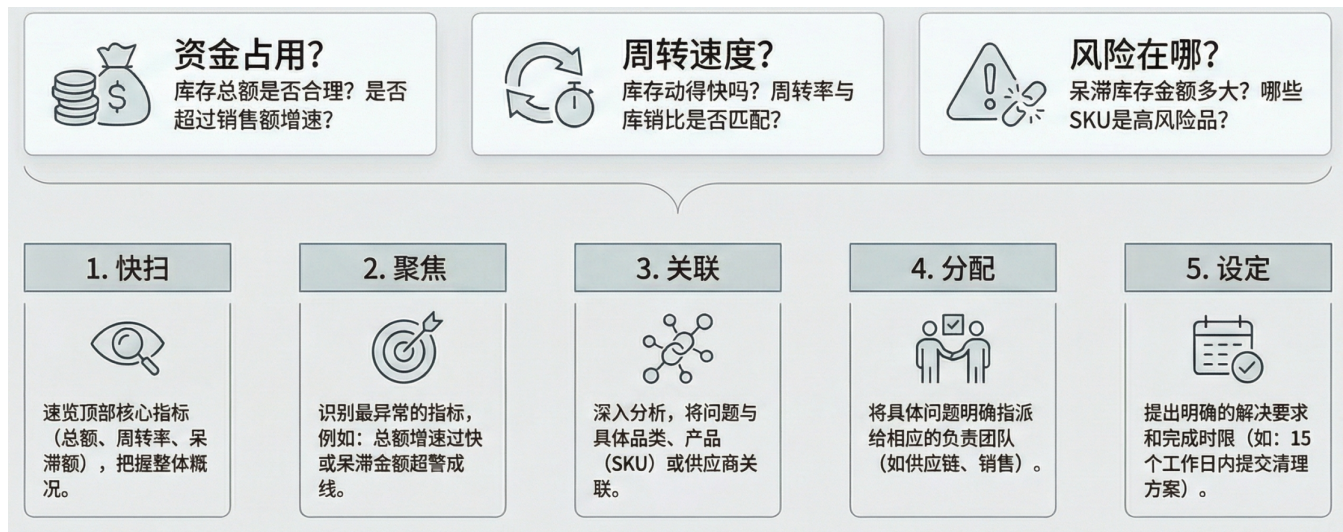 资金占用?
库存总额是否合理?是否
超过销售额增速?
周转速度?
库存动得快吗?周转率与
库销比是否匹配?
风险在哪?
呆滞库存金额多大?哪些
SKU是高风险品?
1. 快扫
速览顶部核心指标
(总额、周转率、呆
滞额),把握整体概
况。
2. 聚焦
识别最异常的指标,
例如:总额增速过快
或呆滞金额超警戒
线。
3. 关联
深入分析,将问题与
具体品类、产品
(SKU)或供应商关
联。
4. 分配
将具体问题明确指派
给相应的负责团队
(如供应链、销售)。
5. 设定
提出明确的解决要求
和完成时限(如:15
个工作日内提交清理
方案)。